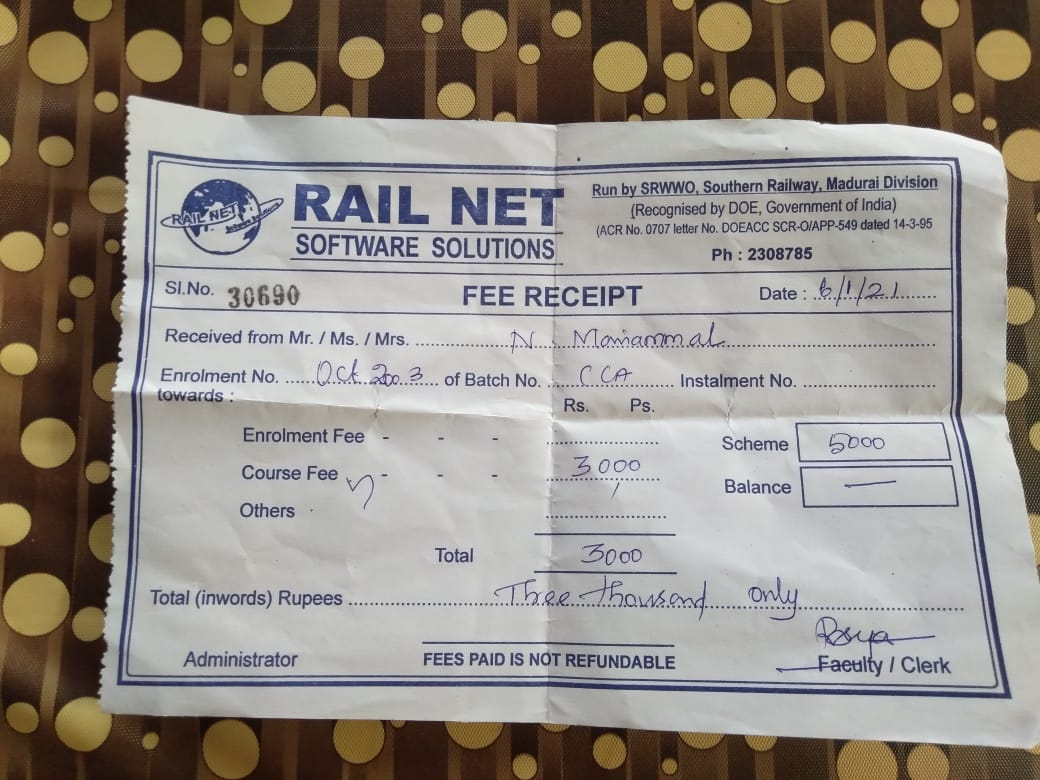 RAIL NET
Software Solutions
RAIL NET
SOFTWARE SOLUTIONS
Run by SRWWO, Southern Railway, Madurai Division
(Recognised by DOE, Government of India)
(ACR No. 0707 letter No. DOEACC SCR-O/APP-549 dated 14-3-95
Ph : 2308785
Sl.No. 30690 FEE RECEIPT Date : 6/1/21
Received from Mr. / Ms. / Mrs. N. Maniammal
Enrolment No. Oct 2003 of Batch No. CCA Instalment No.
towards :
Rs. Ps.
Enrolment Fee - - -
Scheme 5000
Course Fee - - - 3000
Balance —
Others
Total 3000
Total (inwords) Rupees Three thousand only
Administrator FEES PAID IS NOT REFUNDABLE Faculty / Clerk